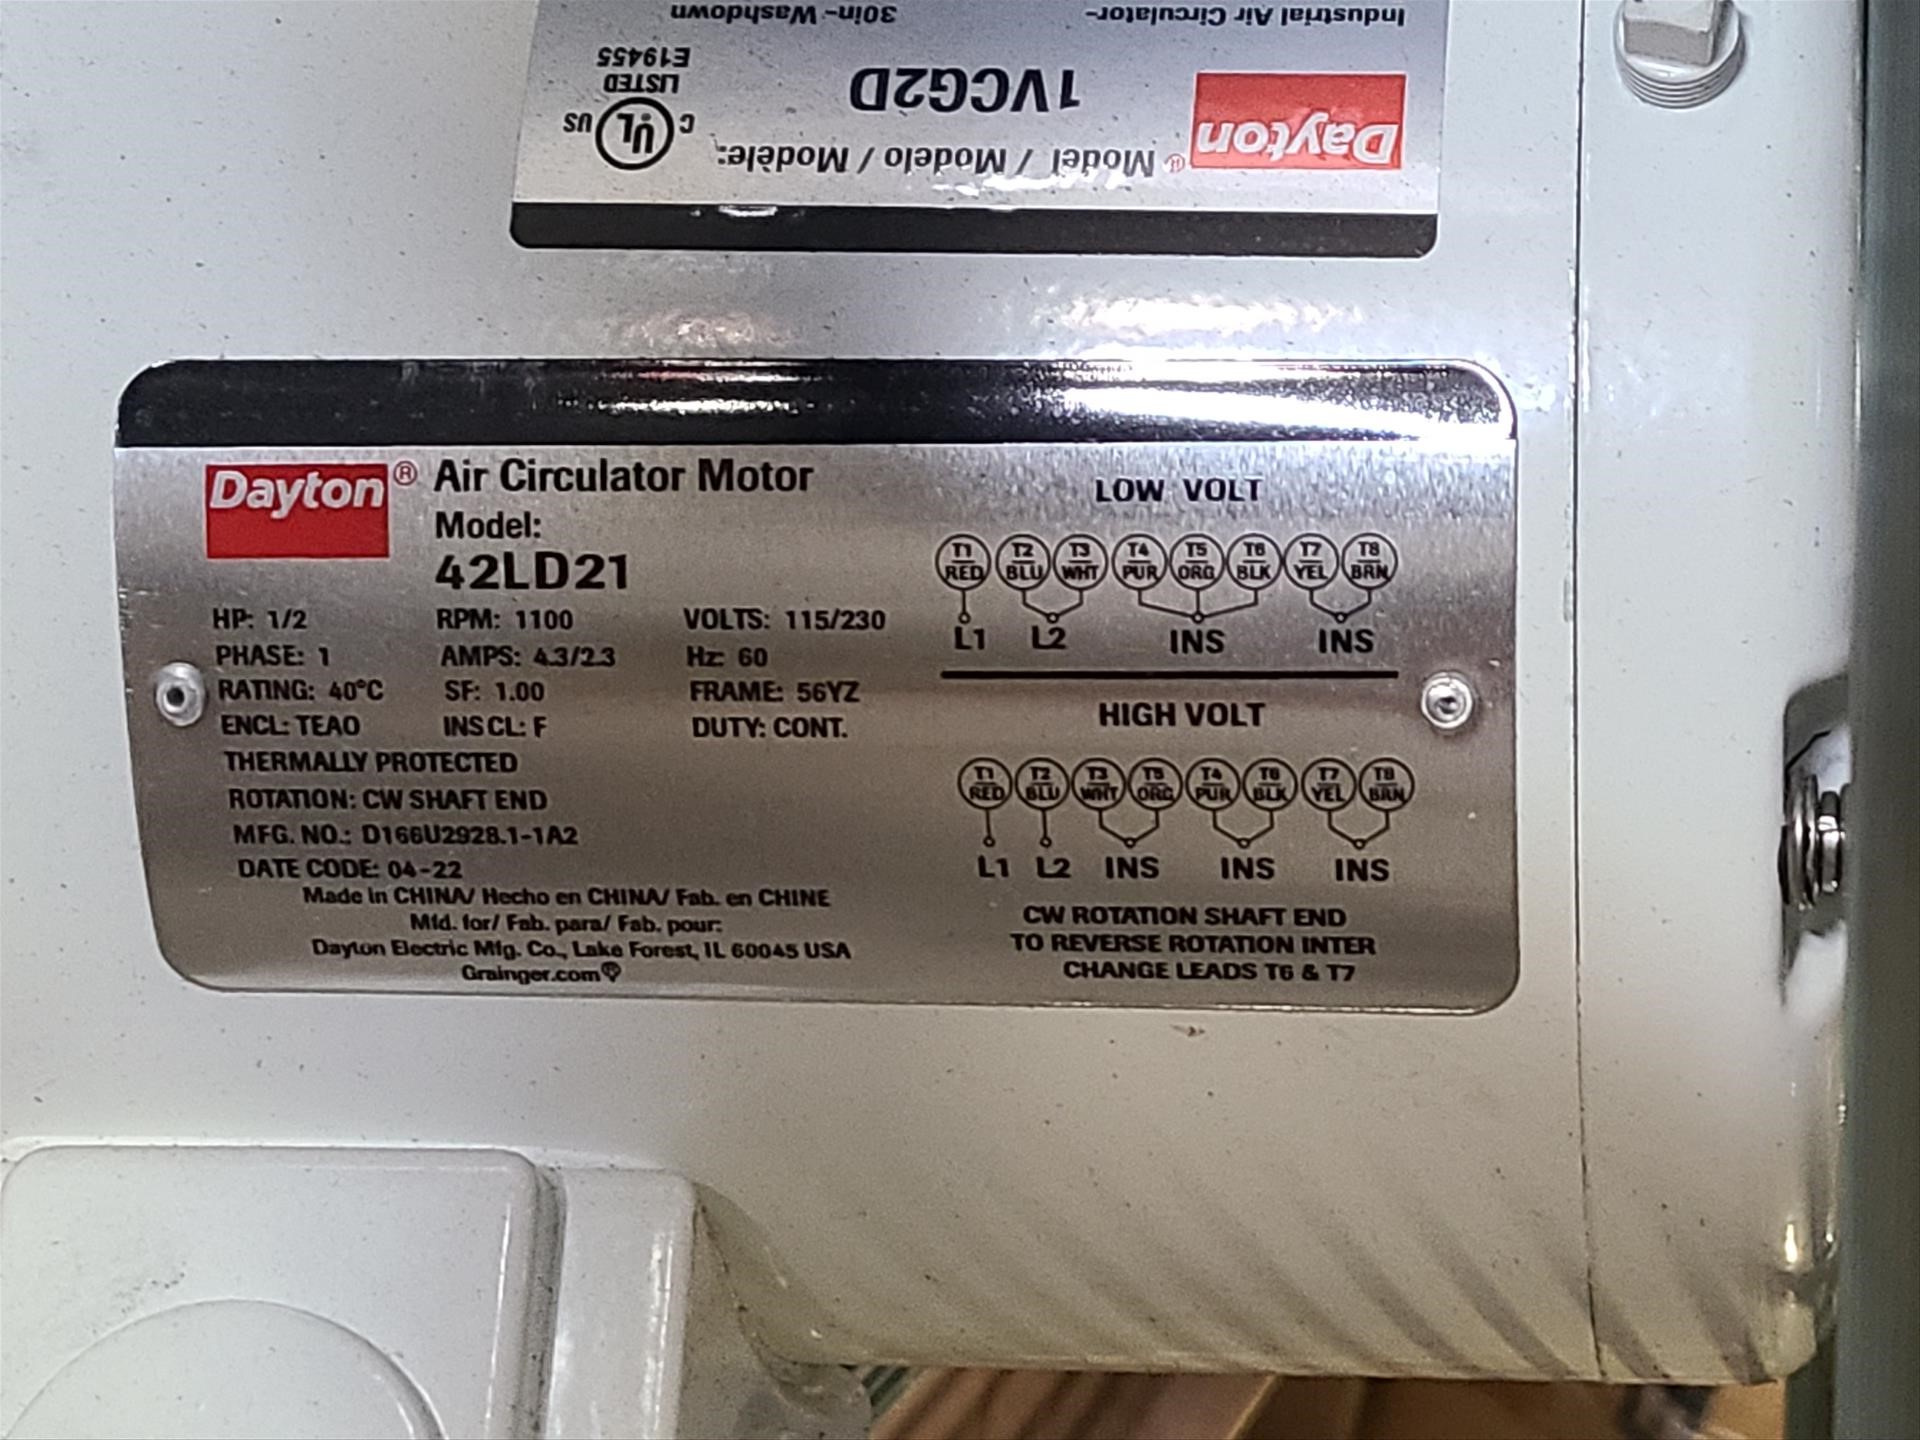 Industrial Air Circulator-
30in-Washdown
Dayton® Model / Modelo / Modèle:
1VCG2D
C UL US
LISTED
E19455
Dayton® Air Circulator Motor
Model:
42LD21
HP: 1/2 RPM: 1100 VOLTS: 115/230
PHASE: 1 AMPS: 4.3/2.3 Hz: 60
RATING: 40°C SF: 1.00 FRAME: 56YZ
ENCL: TEAO INS CL: F DUTY: CONT.
THERMALLY PROTECTED
ROTATION: CW SHAFT END
MFG. NO.: D166U2928.1-1A2
DATE CODE: 04-22
Made in CHINA/ Hecho en CHINA/ Fab. en CHINE
Mfd. for/ Fab. para/ Fab. pour:
Dayton Electric Mfg. Co., Lake Forest, IL 60045 USA
Grainger.com
LOW VOLT
T1 T2 T3 T4 T5 T6 T7 T8
RED BLU WHT PUR ORG BLK YEL BRN
L1 L2 INS INS
HIGH VOLT
T1 T2 T3 T5 T4 T6 T7 T8
RED BLU WHT ORG PUR BLK YEL BRN
L1 L2 INS INS INS
CW ROTATION SHAFT END
TO REVERSE ROTATION INTER
CHANGE LEADS T6 & T7